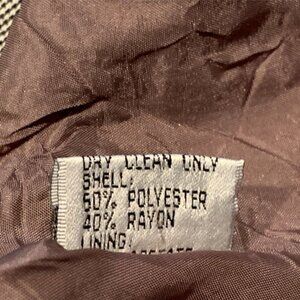 DRY CLEAN ONLY
SHELL:
60% POLYESTER
40% RAYON
LINING: